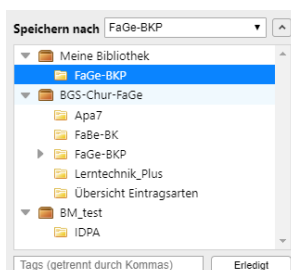 Speichern nach FaGe-BKP
Meine Bibliothek
FaGe-BKP
BGS-Chur-FaGe
Apa7
FaBe-BK
FaGe-BKP
Lerntechnik_Plus
Übersicht Eintragsarten
BM_test
IDPA
Tags (getrennt durch Kommas) Erledigt